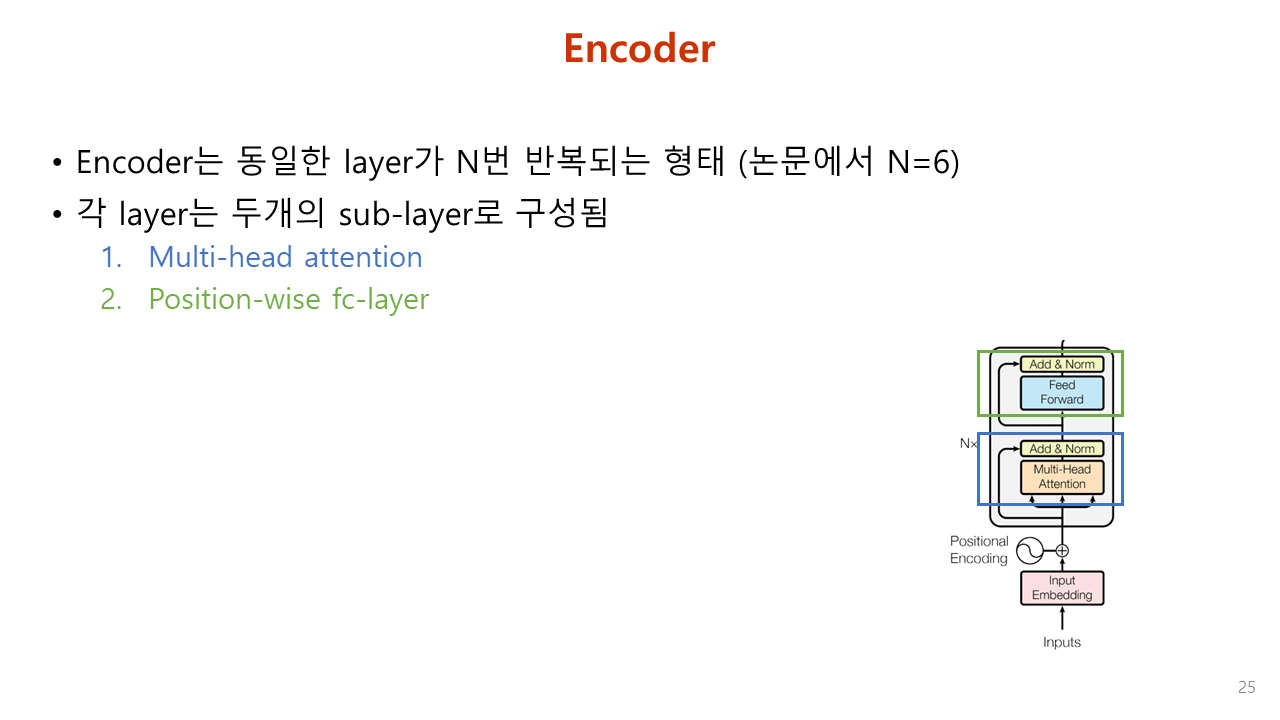 Encoder
• Encoder는 동일한 layer가 N번 반복되는 형태 (논문에서 N=6)
• 각 layer는 두개의 sub-layer로 구성됨
1. Multi-head attention
2. Position-wise fc-layer
Add & Norm
Feed
Forward
N×
Add & Norm
Multi-Head
Attention
Positional
Encoding
Input
Embedding
Inputs
25